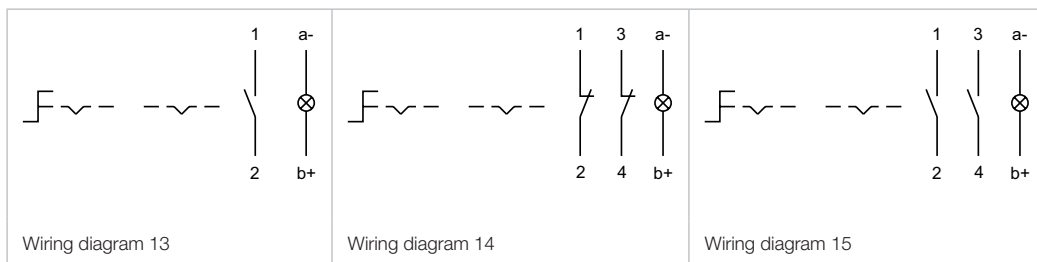 1 a-
2 b+
Wiring diagram 13
1 3 a-
2 4 b+
Wiring diagram 14
1 3 a-
2 4 b+
Wiring diagram 15